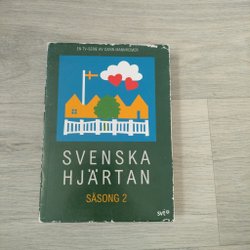 EN TV-SERIE AV CARIN MANNHEIMER
SVENSKA
HJÄRTAN
SÄSONG 2
svt